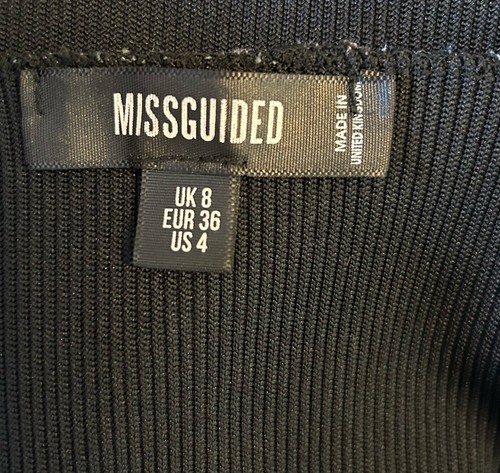 MISSGUIDED
MADE IN
UNITED KINGDOM
UK 8
EUR 36
US 4